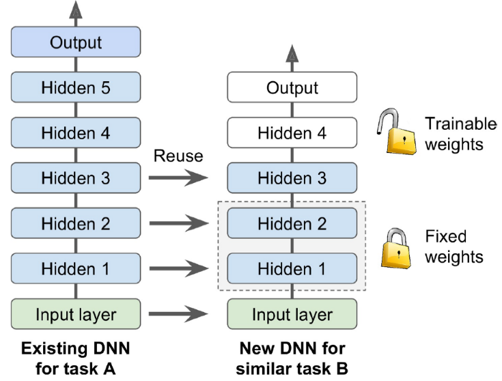 Output
Hidden 5
Hidden 4
Hidden 3
Hidden 2
Hidden 1
Input layer
Existing DNN
for task A
Reuse
Output
Hidden 4
Hidden 3
Hidden 2
Hidden 1
Input layer
New DNN for
similar task B
Trainable
weights
Fixed
weights